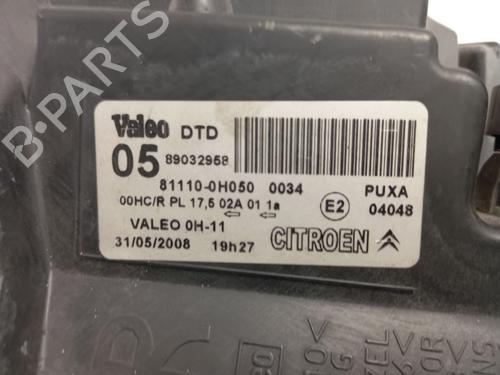 Valeo DTD
05 89032958
81110-0H050 0034 PUXA
00HC/R PL 17,5 02A 01 1a E2 04048
VALEO 0H-11
31/05/2008 19h27 CITROEN
B-PARTS